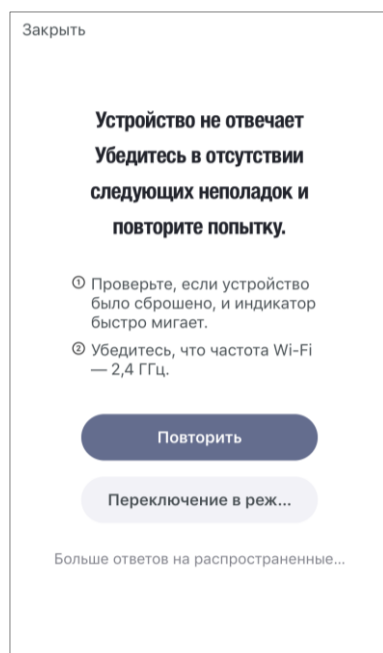 Закрыть
Устройство не отвечает
Убедитесь в отсутствии
следующих неполадок и
повторите попытку.
① Проверьте, если устройство
было сброшено, и индикатор
быстро мигает.
② Убедитесь, что частота Wi-Fi
— 2,4 ГГц.
Повторить
Переключение в реж...
Больше ответов на распространенные...